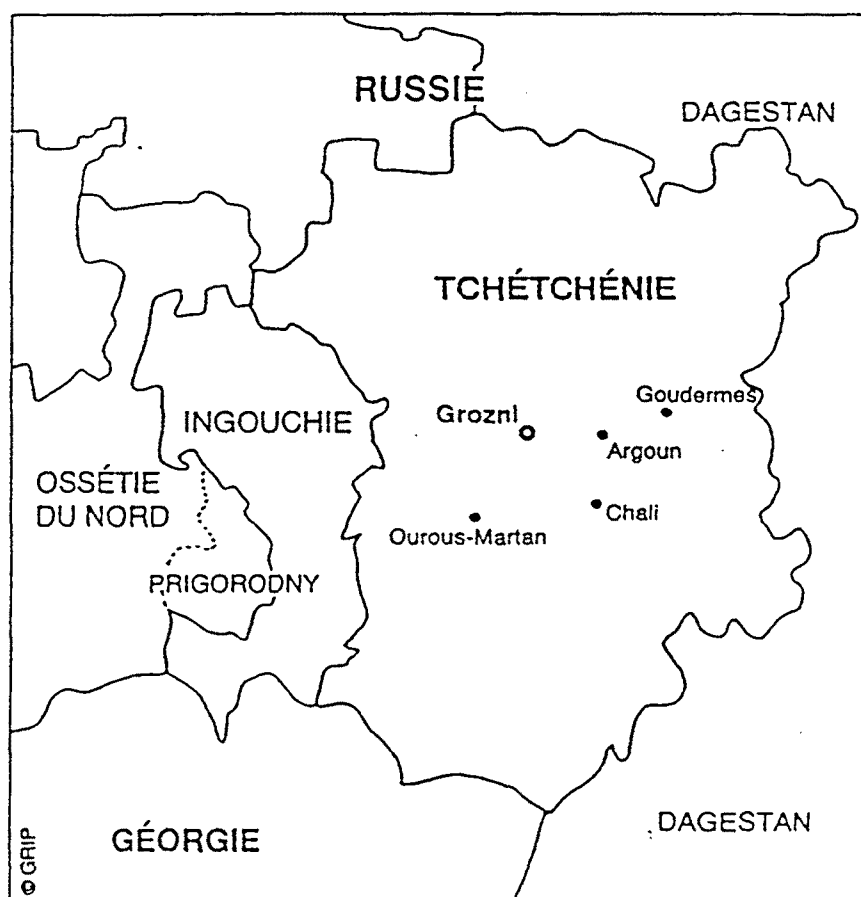 RUSSIE
DAGESTAN
TCHÉTCHÉNIE
Goudermes
Grozni
INGOUCHIE
Argoun
OSSÉTIE
DU NORD
Chali
Ourous-Martan
PRIGORODNY
DAGESTAN
GÉORGIE
© GRIP